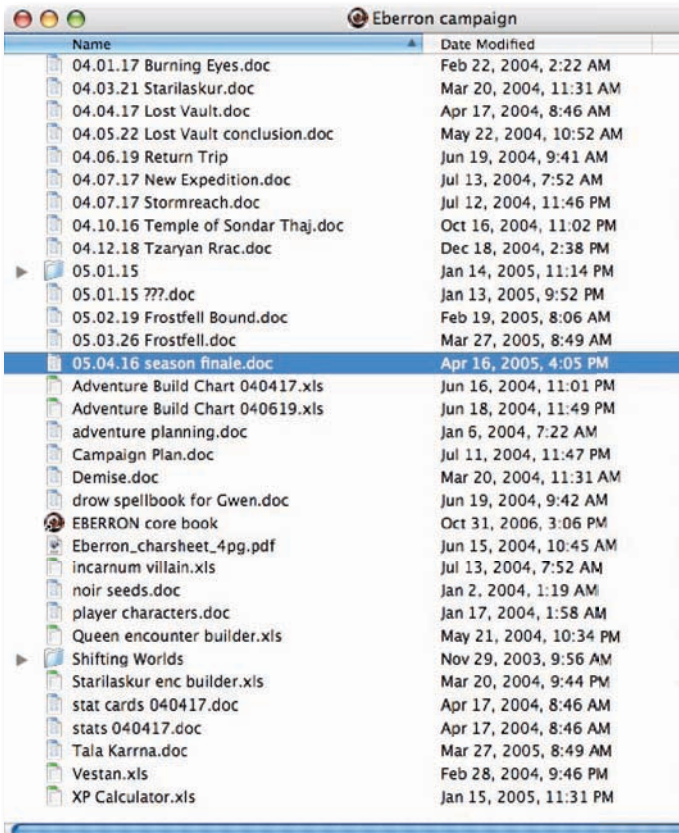 Eberron campaign
Name Date Modified
04.01.17 Burning Eyes.doc Feb 22, 2004, 2:22 AM
04.03.21 Starilaskur.doc Mar 20, 2004, 11:31 AM
04.04.17 Lost Vault.doc Apr 17, 2004, 8:46 AM
04.05.22 Lost Vault conclusion.doc May 22, 2004, 10:52 AM
04.06.19 Return Trip Jun 19, 2004, 9:41 AM
04.07.17 New Expedition.doc Jul 13, 2004, 7:52 AM
04.07.17 Stormreach.doc Jul 12, 2004, 11:46 PM
04.10.16 Temple of Sondar Thaj.doc Oct 16, 2004, 11:02 PM
04.12.18 Tzaryan Rrac.doc Dec 18, 2004, 2:38 PM
05.01.15 Jan 14, 2005, 11:14 PM
05.01.15 ???.doc Jan 13, 2005, 9:52 PM
05.02.19 Frostfell Bound.doc Feb 19, 2005, 8:06 AM
05.03.26 Frostfell.doc Mar 27, 2005, 8:49 AM
05.04.16 season finale.doc Apr 16, 2005, 4:05 PM
Adventure Build Chart 040417.xls Jun 16, 2004, 11:01 PM
Adventure Build Chart 040619.xls Jun 18, 2004, 11:49 PM
adventure planning.doc Jan 6, 2004, 7:22 AM
Campaign Plan.doc Jul 11, 2004, 11:47 PM
Demise.doc Mar 20, 2004, 11:31 AM
drow spellbook for Gwen.doc Jun 19, 2004, 9:42 AM
EBERRON core book Oct 31, 2006, 3:06 PM
Eberron_charsheet_4pg.pdf Jun 15, 2004, 10:45 AM
incarnum villain.xls Jul 13, 2004, 7:52 AM
noir seeds.doc Jan 2, 2004, 1:19 AM
player characters.doc Jan 17, 2004, 1:58 AM
Queen encounter builder.xls May 21, 2004, 10:34 PM
Shifting Worlds Nov 29, 2003, 9:56 AM
Starilaskur enc builder.xls Mar 20, 2004, 9:44 PM
stat cards 040417.doc Apr 17, 2004, 8:46 AM
stats 040417.doc Apr 17, 2004, 8:46 AM
Tala Karrna.doc Mar 27, 2005, 8:49 AM
Vestan.xls Feb 28, 2004, 9:46 PM
XP Calculator.xls Jan 15, 2005, 11:31 PM